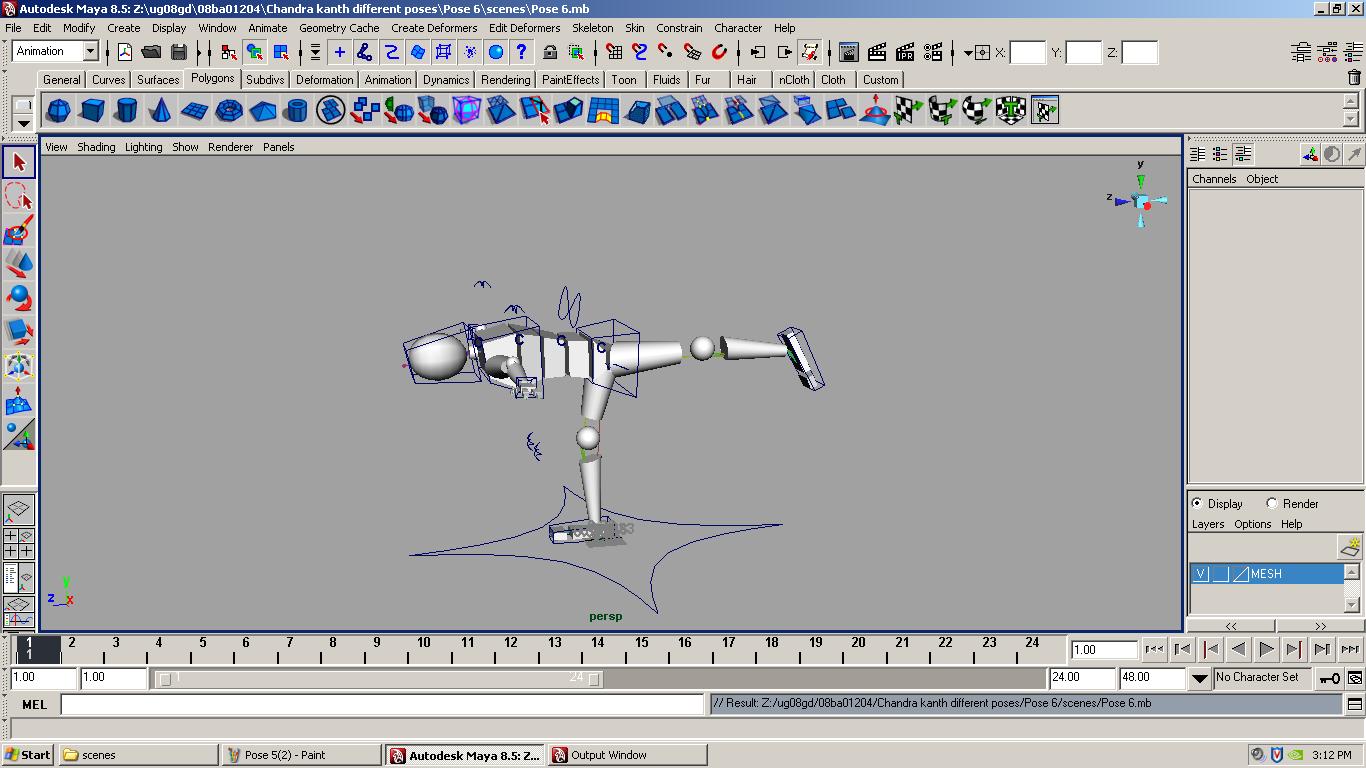 Autodesk Maya 8.5: Z:\ug08gd\08ba01204\Chandra kanth different poses\Pose 6\scenes\Pose 6.mb
File Edit Modify Create Display Window Animate Geometry Cache Create Deformers Edit Deformers Skeleton Skin Constrain Character Help
Animation X: Y: Z:
General Curves Surfaces Polygons Subdivs Deformation Animation Dynamics Rendering PaintEffects Toon Fluids Fur Hair nCloth Cloth Custom
View Shading Lighting Show Renderer Panels
Channels Object
y
z
C C C
y
z x
persp
Display Render
Layers Options Help
V MESH
<< >>
1 2 3 4 5 6 7 8 9 10 11 12 13 14 15 16 17 18 19 20 21 22 23 24
1 1.00
1.00 1.00 1 24 24.00 48.00 No Character Set
MEL // Result: Z:/ug08gd/08ba01204/Chandra kanth different poses/Pose 6/scenes/Pose 6.mb
Start scenes Pose 5(2) - Paint Autodesk Maya 8.5: Z... Output Window 3:12 PM